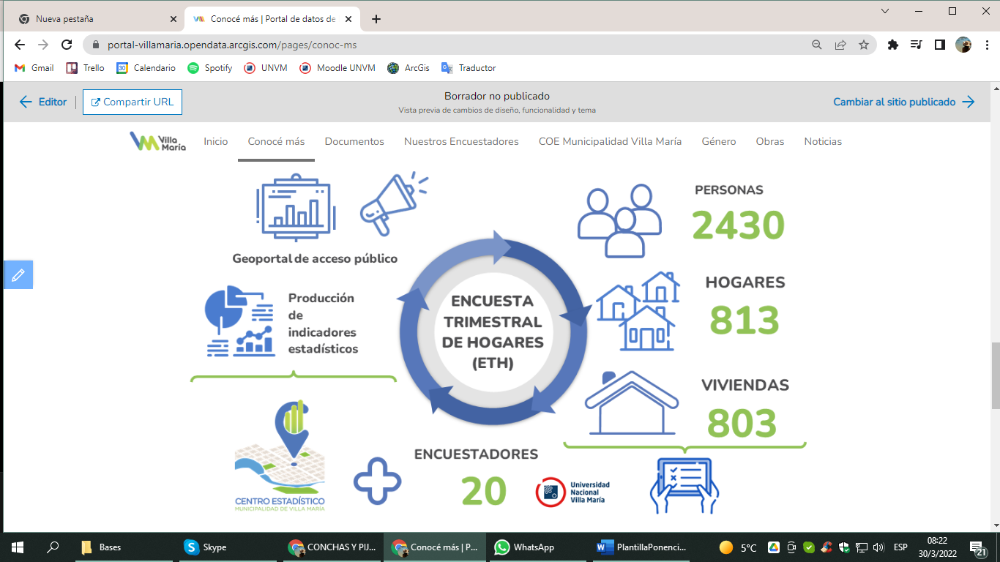 Nueva pestaña
Conocé más | Portal de datos de
portal-villamaria.opendata.arcgis.com/pages/conoc-ms
Gmail
Trello
30
Calendario
Spotify
UNVM
Moodle UNVM
ArcGis
Traductor
Editor
Compartir URL
Borrador no publicado
Vista previa de cambios de diseño, funcionalidad y tema
Cambiar al sitio publicado
Villa
María
Inicio
Conocé más
Documentos
Nuestros Encuestadores
COE Municipalidad Villa María
Género
Obras
Noticias
Geoportal de acceso público
Producción
de
indicadores
estadísticos
ENCUESTA
TRIMESTRAL
DE HOGARES
(ETH)
PERSONAS
2430
HOGARES
813
VIVIENDAS
803
CENTRO ESTADÍSTICO
MUNICIPALIDAD DE VILLA MARÍA
ENCUESTADORES
20
Universidad
Nacional
Villa María
Bases
Skype
CONCHAS Y PIJ...
Conocé más | P...
WhatsApp
PlantillaPonenci...
5°C
ESP
08:22
30/3/2022
21